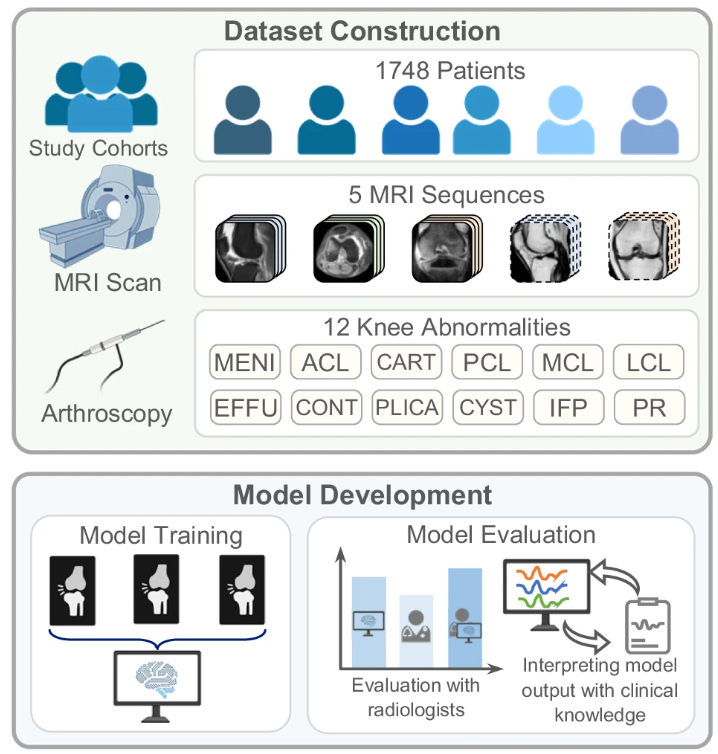 Dataset Construction
Study Cohorts
1748 Patients
MRI Scan
5 MRI Sequences
Arthroscopy
12 Knee Abnormalities
MENI ACL CART PCL MCL LCL
EFFU CONT PLICA CYST IFP PR
Model Development
Model Training
Model Evaluation
Evaluation with
radiologists
Interpreting model
output with clinical
knowledge